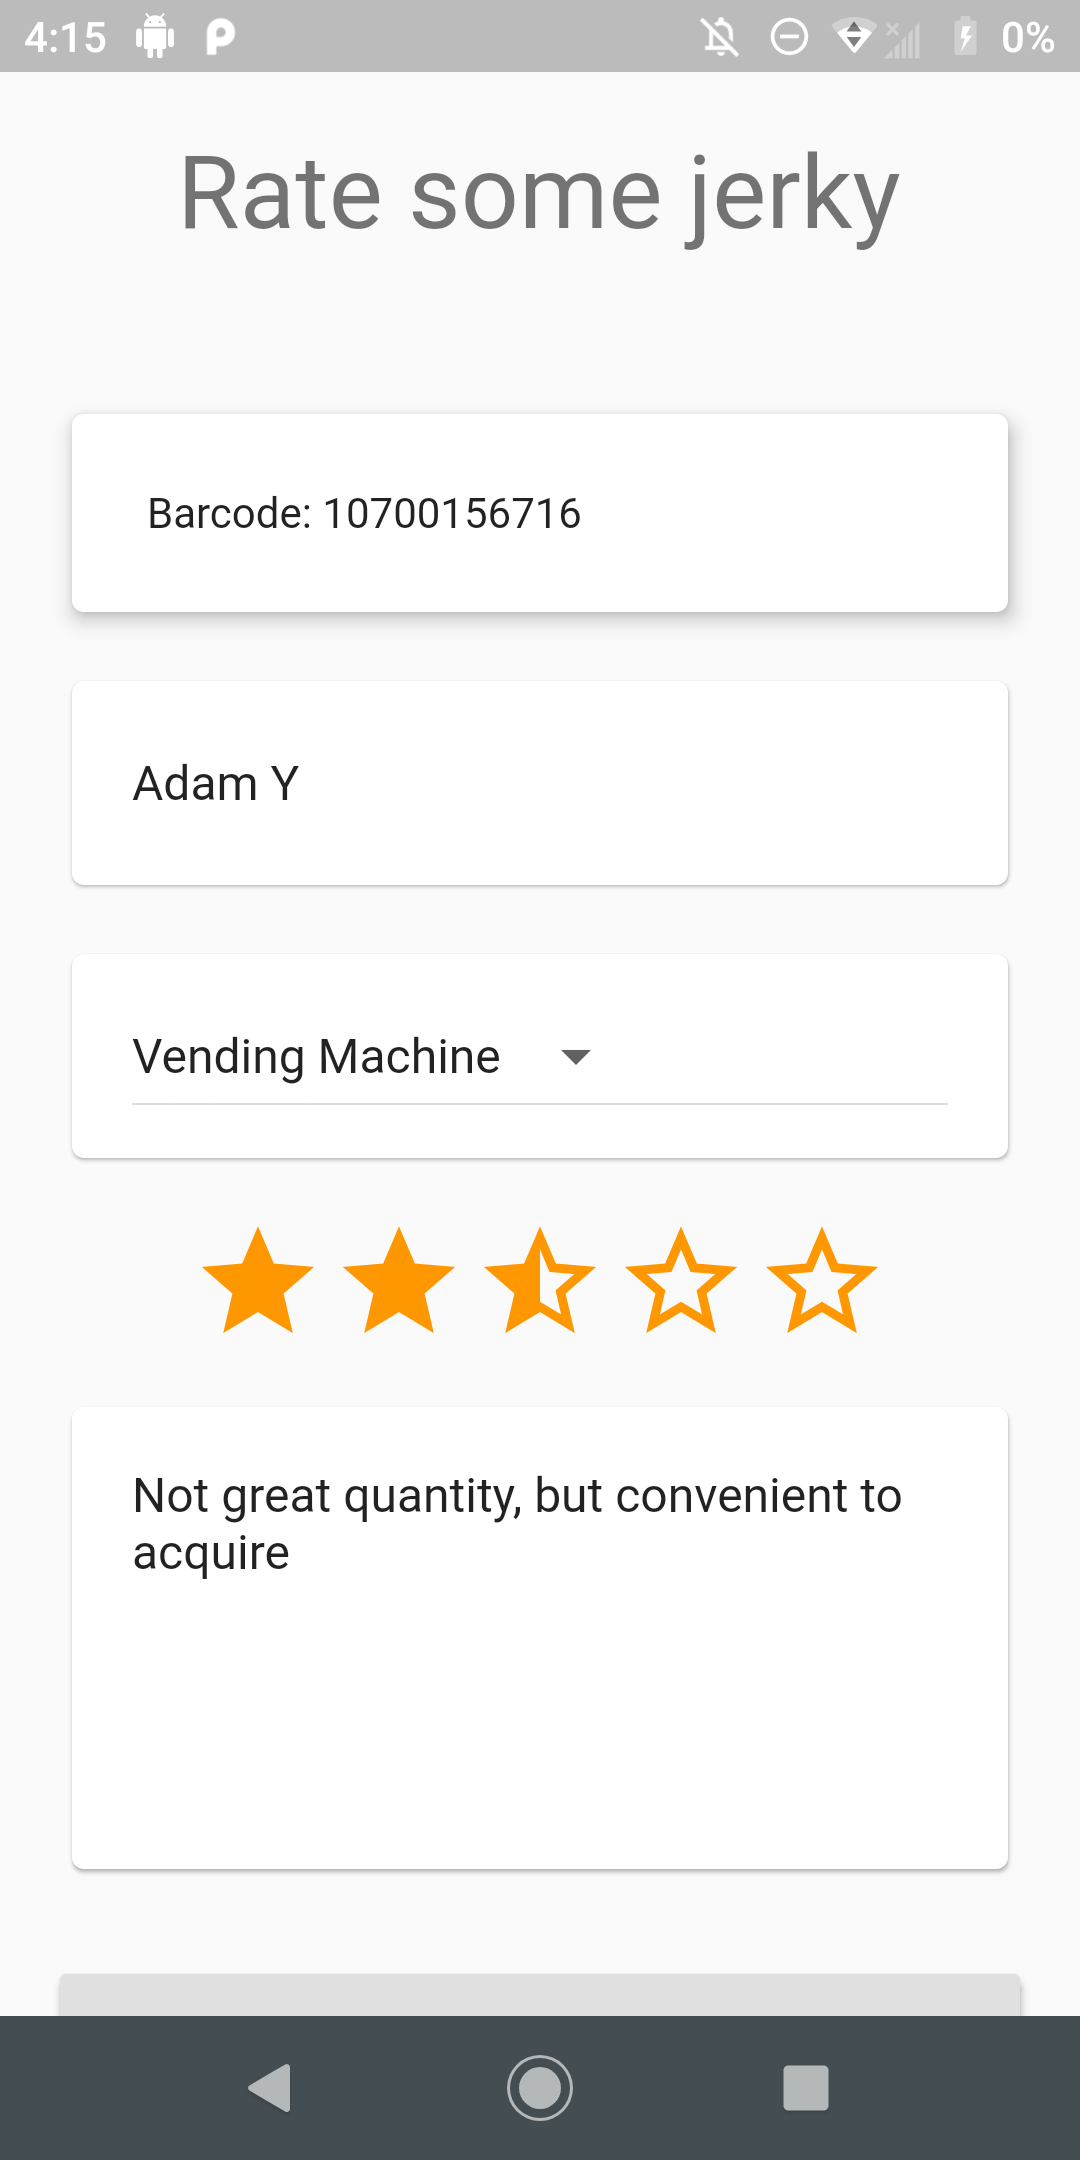 4:15
0%
Rate some jerky
Barcode: 10700156716
Adam Y
Vending Machine
Not great quantity, but convenient to
acquire